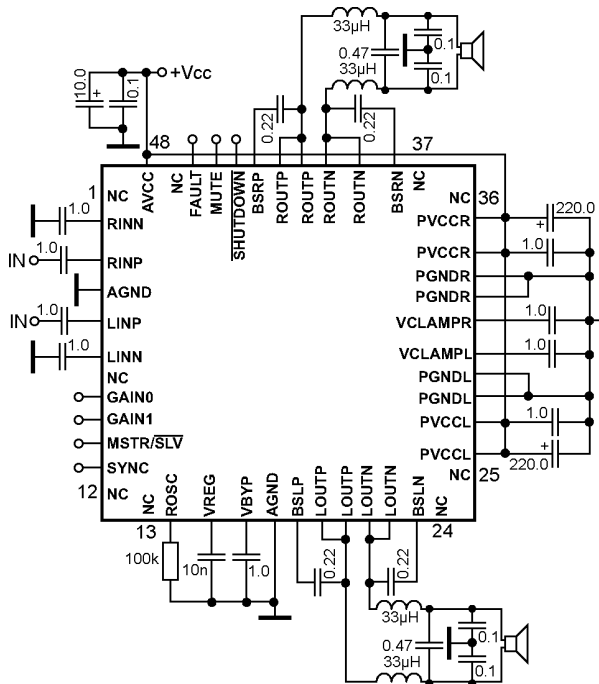 33µH
0.47
33µH
0.1
0.1
10.0
+
0.1
+Vcc
0.22
0.22
48
37
1
NC
AVCC
NC
FAULT
MUTE
SHUTDOWN
BSRP
ROUTP
ROUTP
ROUTN
ROUTN
BSRN
NC
NC
36
1.0
RINN
PVCCR
+
220.0
IN
1.0
RINP
PVCCR
1.0
AGND
PGNDR
PGNDR
IN
1.0
LINP
VCLAMPR
1.0
1.0
LINN
VCLAMPL
1.0
NC
PGNDL
GAIN0
PGNDL
GAIN1
PVCCL
1.0
MSTR/SLV
PVCCL
+
220.0
SYNC
NC
25
12
NC
NC
ROSC
VREG
VBYP
AGND
BSLP
LOUTP
LOUTP
LOUTN
LOUTN
BSLN
NC
13
24
100k
10n
1.0
0.22
0.22
33µH
0.47
33µH
0.1
0.1